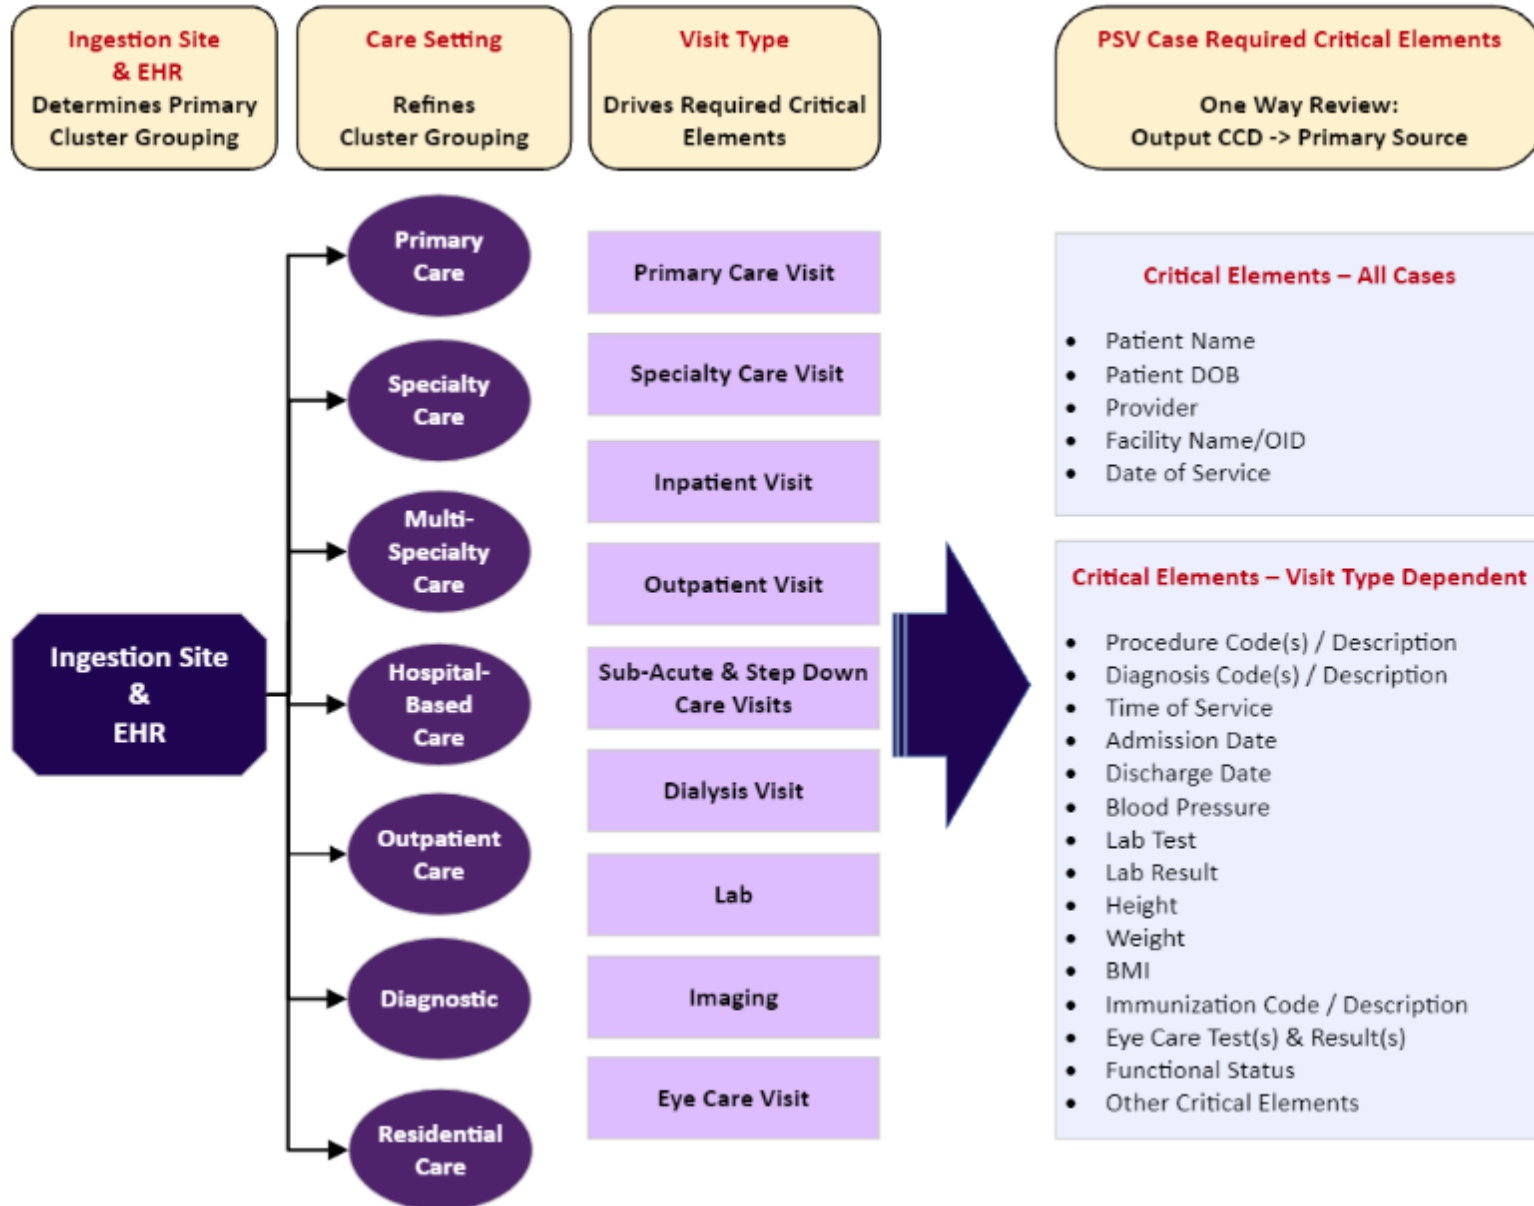 Ingestion Site
& EHR
Determines Primary
Cluster Grouping
Care Setting
Refines
Cluster Grouping
Visit Type
Drives Required Critical
Elements
PSV Case Required Critical Elements
One Way Review:
Output CCD -> Primary Source
Ingestion Site
&
EHR
Primary
Care
Specialty
Care
Multi-
Specialty
Care
Hospital-
Based
Care
Outpatient
Care
Diagnostic
Residential
Care
Primary Care Visit
Specialty Care Visit
Inpatient Visit
Outpatient Visit
Sub-Acute & Step Down
Care Visits
Dialysis Visit
Lab
Imaging
Eye Care Visit
Critical Elements – All Cases
• Patient Name
• Patient DOB
• Provider
• Facility Name/OID
• Date of Service
Critical Elements – Visit Type Dependent
• Procedure Code(s) / Description
• Diagnosis Code(s) / Description
• Time of Service
• Admission Date
• Discharge Date
• Blood Pressure
• Lab Test
• Lab Result
• Height
• Weight
• BMI
• Immunization Code / Description
• Eye Care Test(s) & Result(s)
• Functional Status
• Other Critical Elements